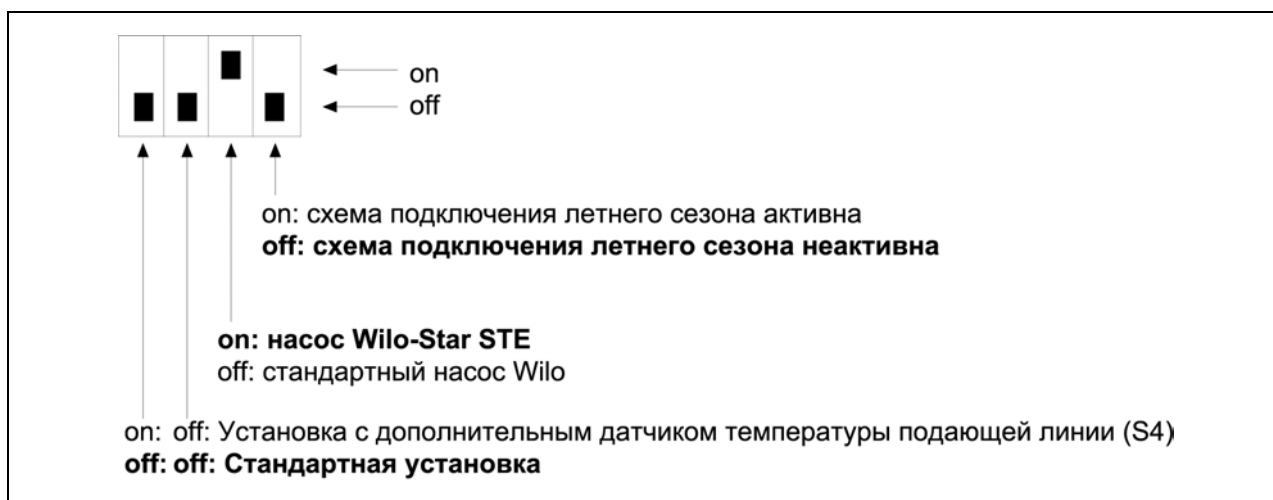 on
off
on: схема подключения летнего сезона активна
off: схема подключения летнего сезона неактивна
on: насос Wilo-Star STE
off: стандартный насос Wilo
on: off: Установка с дополнительным датчиком температуры подающей линии (S4)
off: off: Стандартная установка